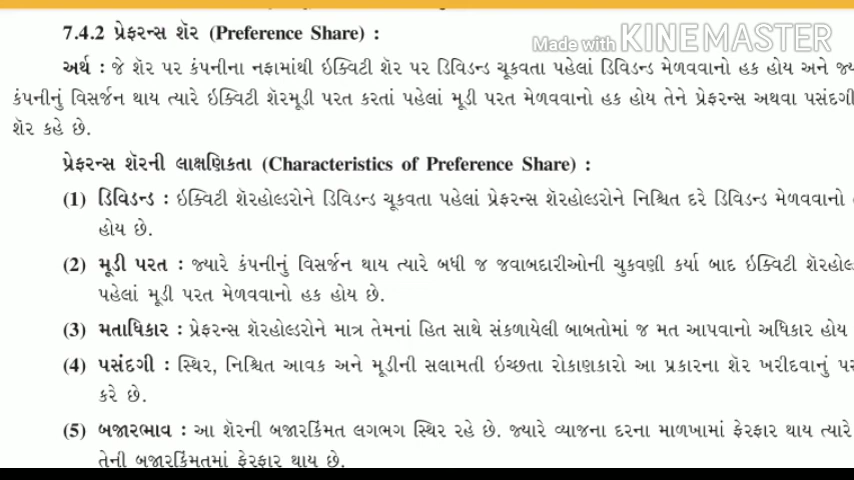 Made with KINEMASTER
7.4.2 પ્રેફરન્સ શૅર (Preference Share) :
અર્થ : જે શૅર પર કંપનીના નફામાંથી ઇક્વિટી શૅર પર ડિવિડન્ડ ચૂકવતા પહેલાં ડિવિડન્ડ મેળવવાનો હક હોય અને
કંપનીનું વિસર્જન થાય ત્યારે ઇક્વિટી શૅરમૂડી પરત કરતાં પહેલાં મૂડી પરત મેળવવાનો હક હોય તેને પ્રેફરન્સ અથવા પસંદગી
શૅર કહે છે.
પ્રેફરન્સ શૅરની લાક્ષણિકતા (Characteristics of Preference Share) :
(1) ડિવિડન્ડ : ઇક્વિટી શૅરહોલ્ડરોને ડિવિડન્ડ ચૂકવતા પહેલાં પ્રેફરન્સ શૅરહોલ્ડરોને નિશ્ચિત દરે ડિવિડન્ડ મેળવવાનો
હોય છે.
(2) મૂડી પરત : જ્યારે કંપનીનું વિસર્જન થાય ત્યારે બધી જ જવાબદારીઓની ચુકવણી કર્યા બાદ ઇક્વિટી
પહેલાં મૂડી પરત મેળવવાનો હક હોય છે.
(3) મતાધિકાર : પ્રેફરન્સ શૅરહોલ્ડરોને માત્ર તેમનાં હિત સાથે સંકળાયેલી બાબતોમાં જ મત આપવાનો અધિકાર હોય
(4) પસંદગી : સ્થિર, નિશ્ચિત આવક અને મૂડીની સલામતી ઇચ્છતા રોકાણકારો આ પ્રકારના શૅર ખરીદવાનું
કરે છે.
(5) બજારભાવ : આ શૅરની બજારકિંમત લગભગ સ્થિર રહે છે. જ્યારે વ્યાજના દરના માળખામાં ફેરફાર થાય ત્યારે
તેની બજારકિંમતમાં ફેરફાર થાય છે.